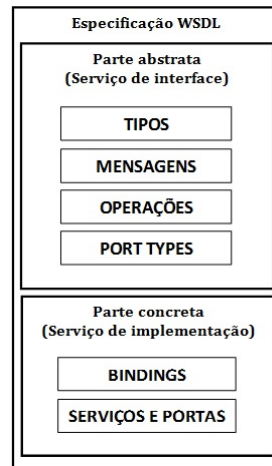 Especificação WSDL
Parte abstrata
(Serviço de interface)
TIPOS
MENSAGENS
OPERAÇÕES
PORT TYPES
Parte concreta
(Serviço de implementação)
BINDINGS
SERVIÇOS E PORTAS